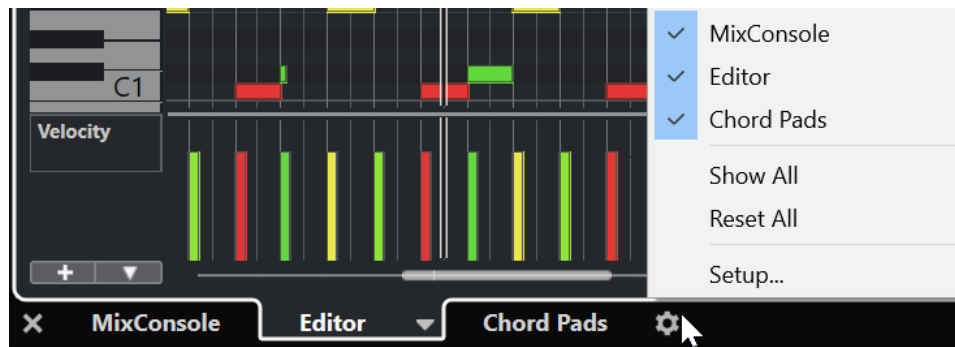 MixConsole
Editor
C1
Chord Pads
Velocity
Show All
Reset All
Setup...
MixConsole Editor Chord Pads